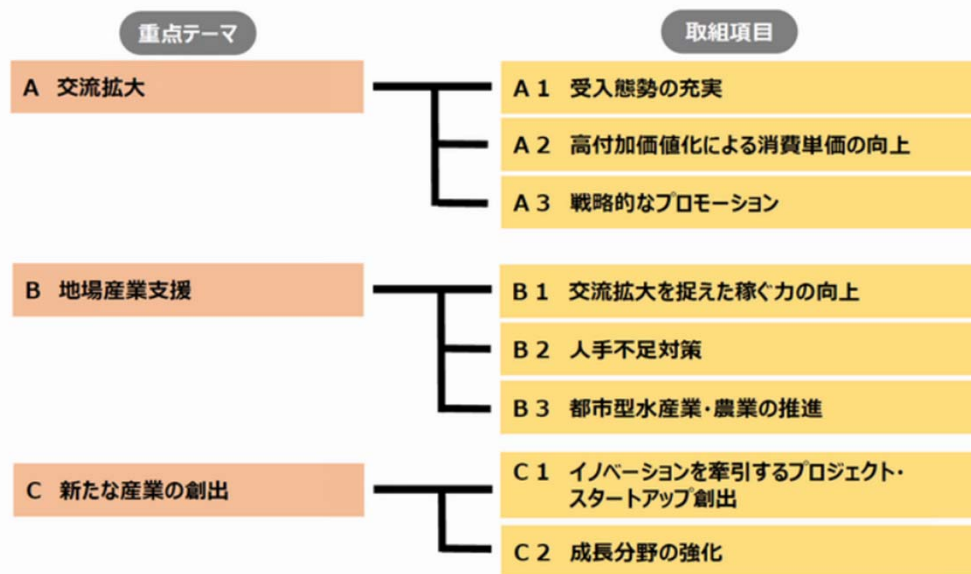 重点テーマ
取組項目
A 交流拡大
A 1 受入態勢の充実
A 2 高付加価値化による消費単価の向上
A 3 戦略的なプロモーション
B 地場産業支援
B 1 交流拡大を捉えた稼ぐ力の向上
B 2 人手不足対策
B 3 都市型水産業・農業の推進
C 新たな産業の創出
C 1 イノベーションを牽引するプロジェクト・
スタートアップ創出
C 2 成長分野の強化